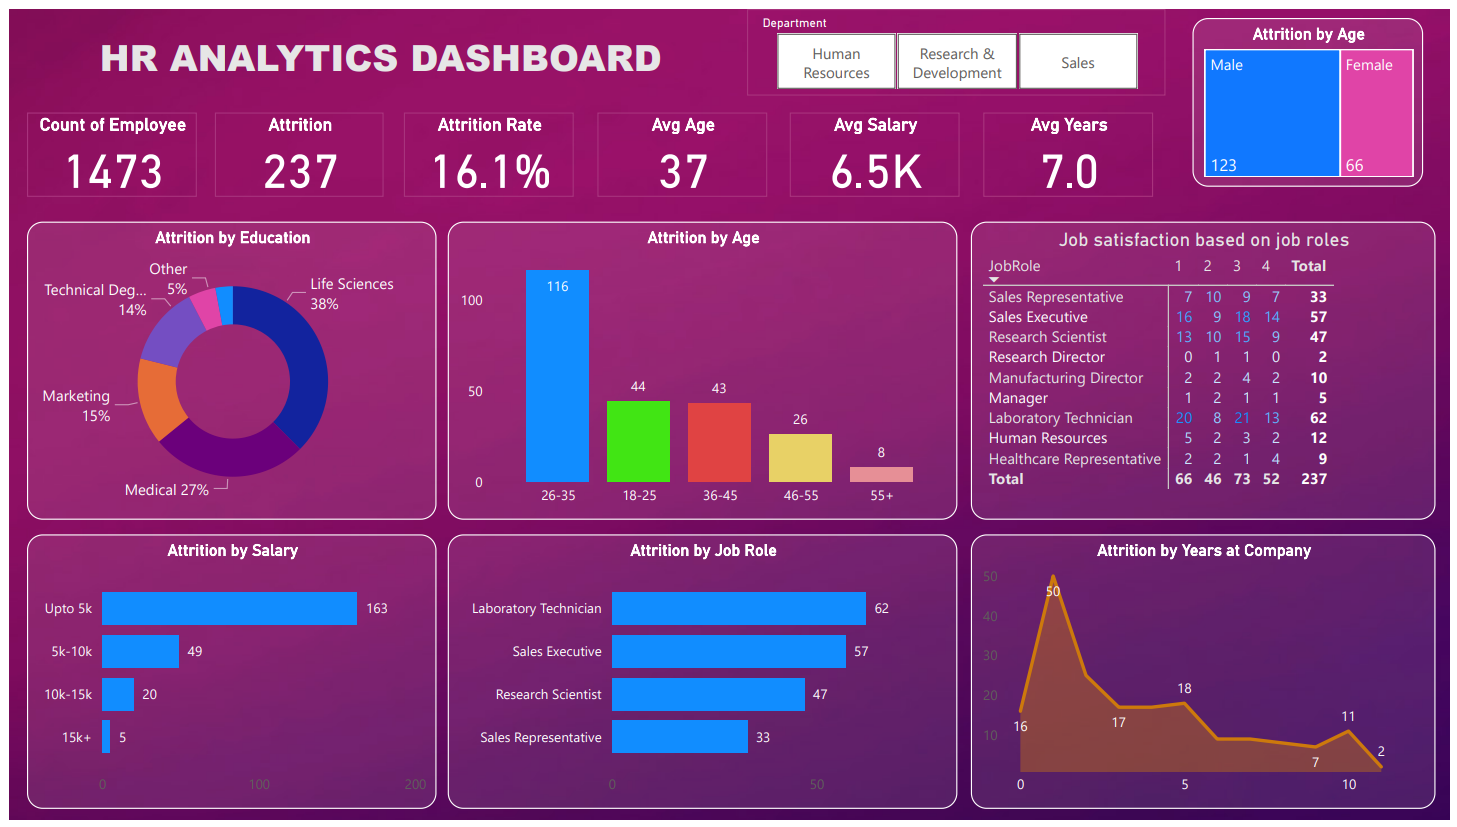 HR ANALYTICS DASHBOARD
Department
Human
Resources
Research &
Development
Sales
Attrition by Age
Male
Female
123
66
Count of Employee
1473
Attrition
237
Attrition Rate
16.1%
Avg Age
37
Avg Salary
6.5K
Avg Years
7.0
Attrition by Education
Other
5%
Life Sciences
38%
Technical Deg...
14%
Marketing
15%
Medical 27%
Attrition by Age
100
50
0
116
44
43
26
8
26-35
18-25
36-45
46-55
55+
Job satisfaction based on job roles
JobRole 1 2 3 4 Total
Sales Representative 7 10 9 7 33
Sales Executive 16 9 18 14 57
Research Scientist 13 10 15 9 47
Research Director 0 1 1 0 2
Manufacturing Director 2 2 4 2 10
Manager 1 2 1 1 5
Laboratory Technician 20 8 21 13 62
Human Resources 5 2 3 2 12
Healthcare Representative 2 2 1 4 9
Total 66 46 73 52 237
Attrition by Salary
Upto 5k 163
5k-10k 49
10k-15k 20
15k+ 5
0 100 200
Attrition by Job Role
Laboratory Technician 62
Sales Executive 57
Research Scientist 47
Sales Representative 33
0 50
Attrition by Years at Company
50
40
30
20
10
16
50
17
18
7
11
2
0 5 10